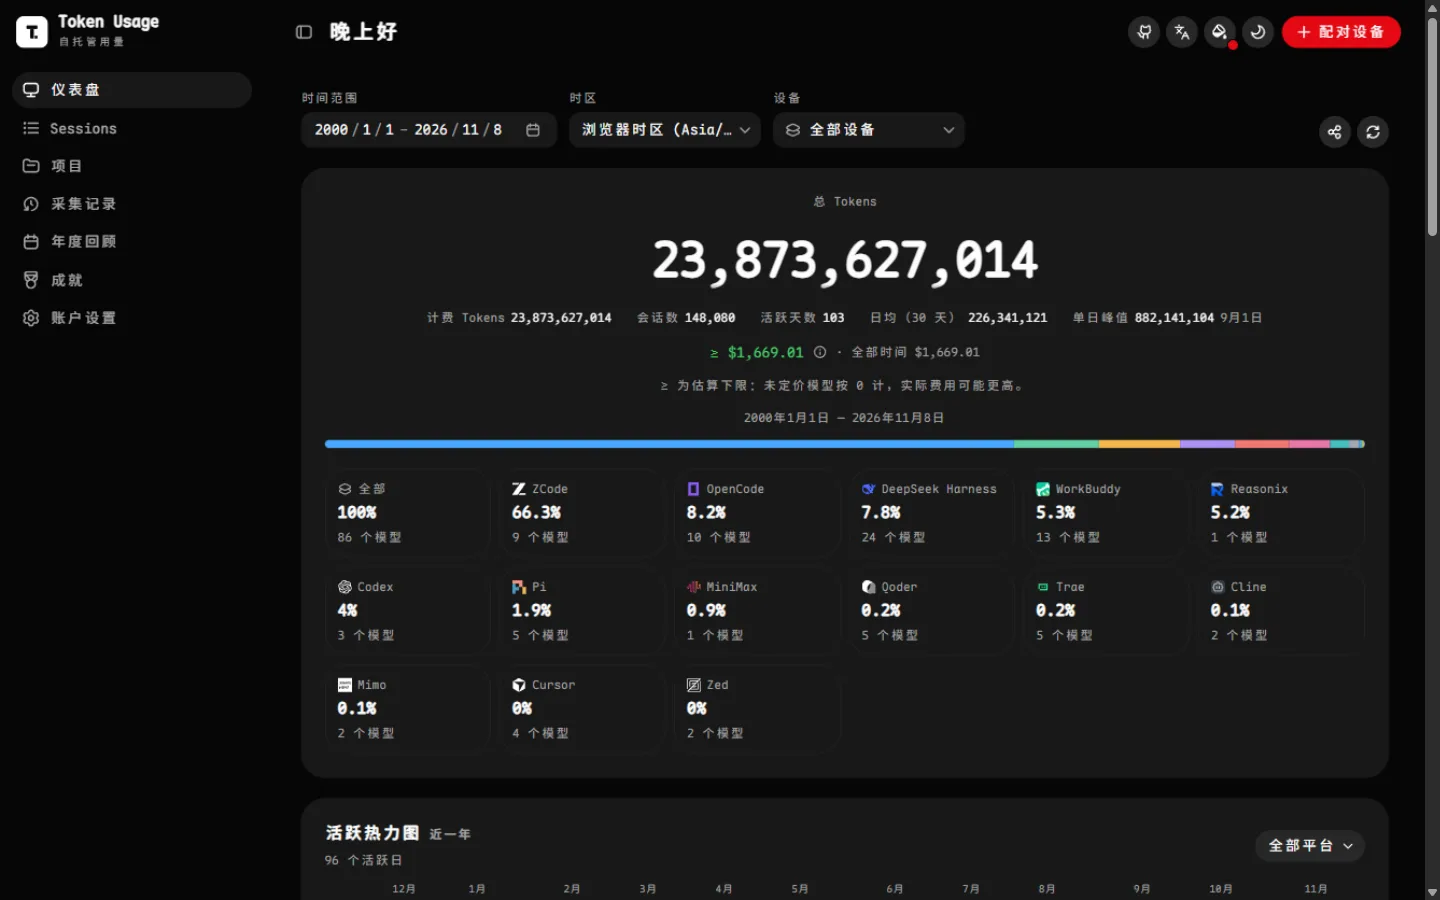 Token Usage
自托管用量
仪表盘
Sessions
项目
采集记录
年度回顾
成就
账户设置
晚上好
配对设备
时间范围
时区
设备
2000/1/1 – 2026/11/8
浏览器时区 (Asia/…
全部设备
总 Tokens
23,873,627,014
计费 Tokens 23,873,627,014 会话数 148,080 活跃天数 103 日均 (30 天) 226,341,121 单日峰值 882,141,104 9月1日
≥ $1,669.01 · 全部时间 $1,669.01
≥ 为估算下限: 未定价模型按 0 计, 实际费用可能更高。
2000年1月1日 — 2026年11月8日
全部
100%
86 个模型
ZCode
66.3%
9 个模型
OpenCode
8.2%
10 个模型
DeepSeek Harness
7.8%
24 个模型
WorkBuddy
5.3%
13 个模型
Reasonix
5.2%
1 个模型
Codex
4%
3 个模型
Pi
1.9%
5 个模型
MiniMax
0.9%
1 个模型
Qoder
0.2%
5 个模型
Trae
0.2%
5 个模型
Cline
0.1%
2 个模型
Mimo
0.1%
2 个模型
Cursor
0%
4 个模型
Zed
0%
2 个模型
活跃热力图 近一年
96 个活跃日
全部平台
12月 1月 2月 3月 4月 5月 6月 7月 8月 9月 10月 11月